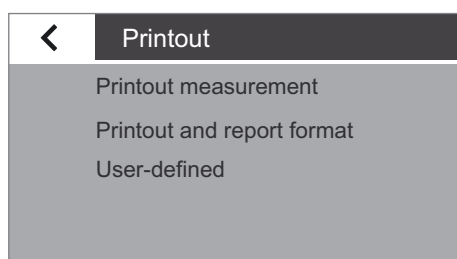 Printout
Printout measurement
Printout and report format
User-defined